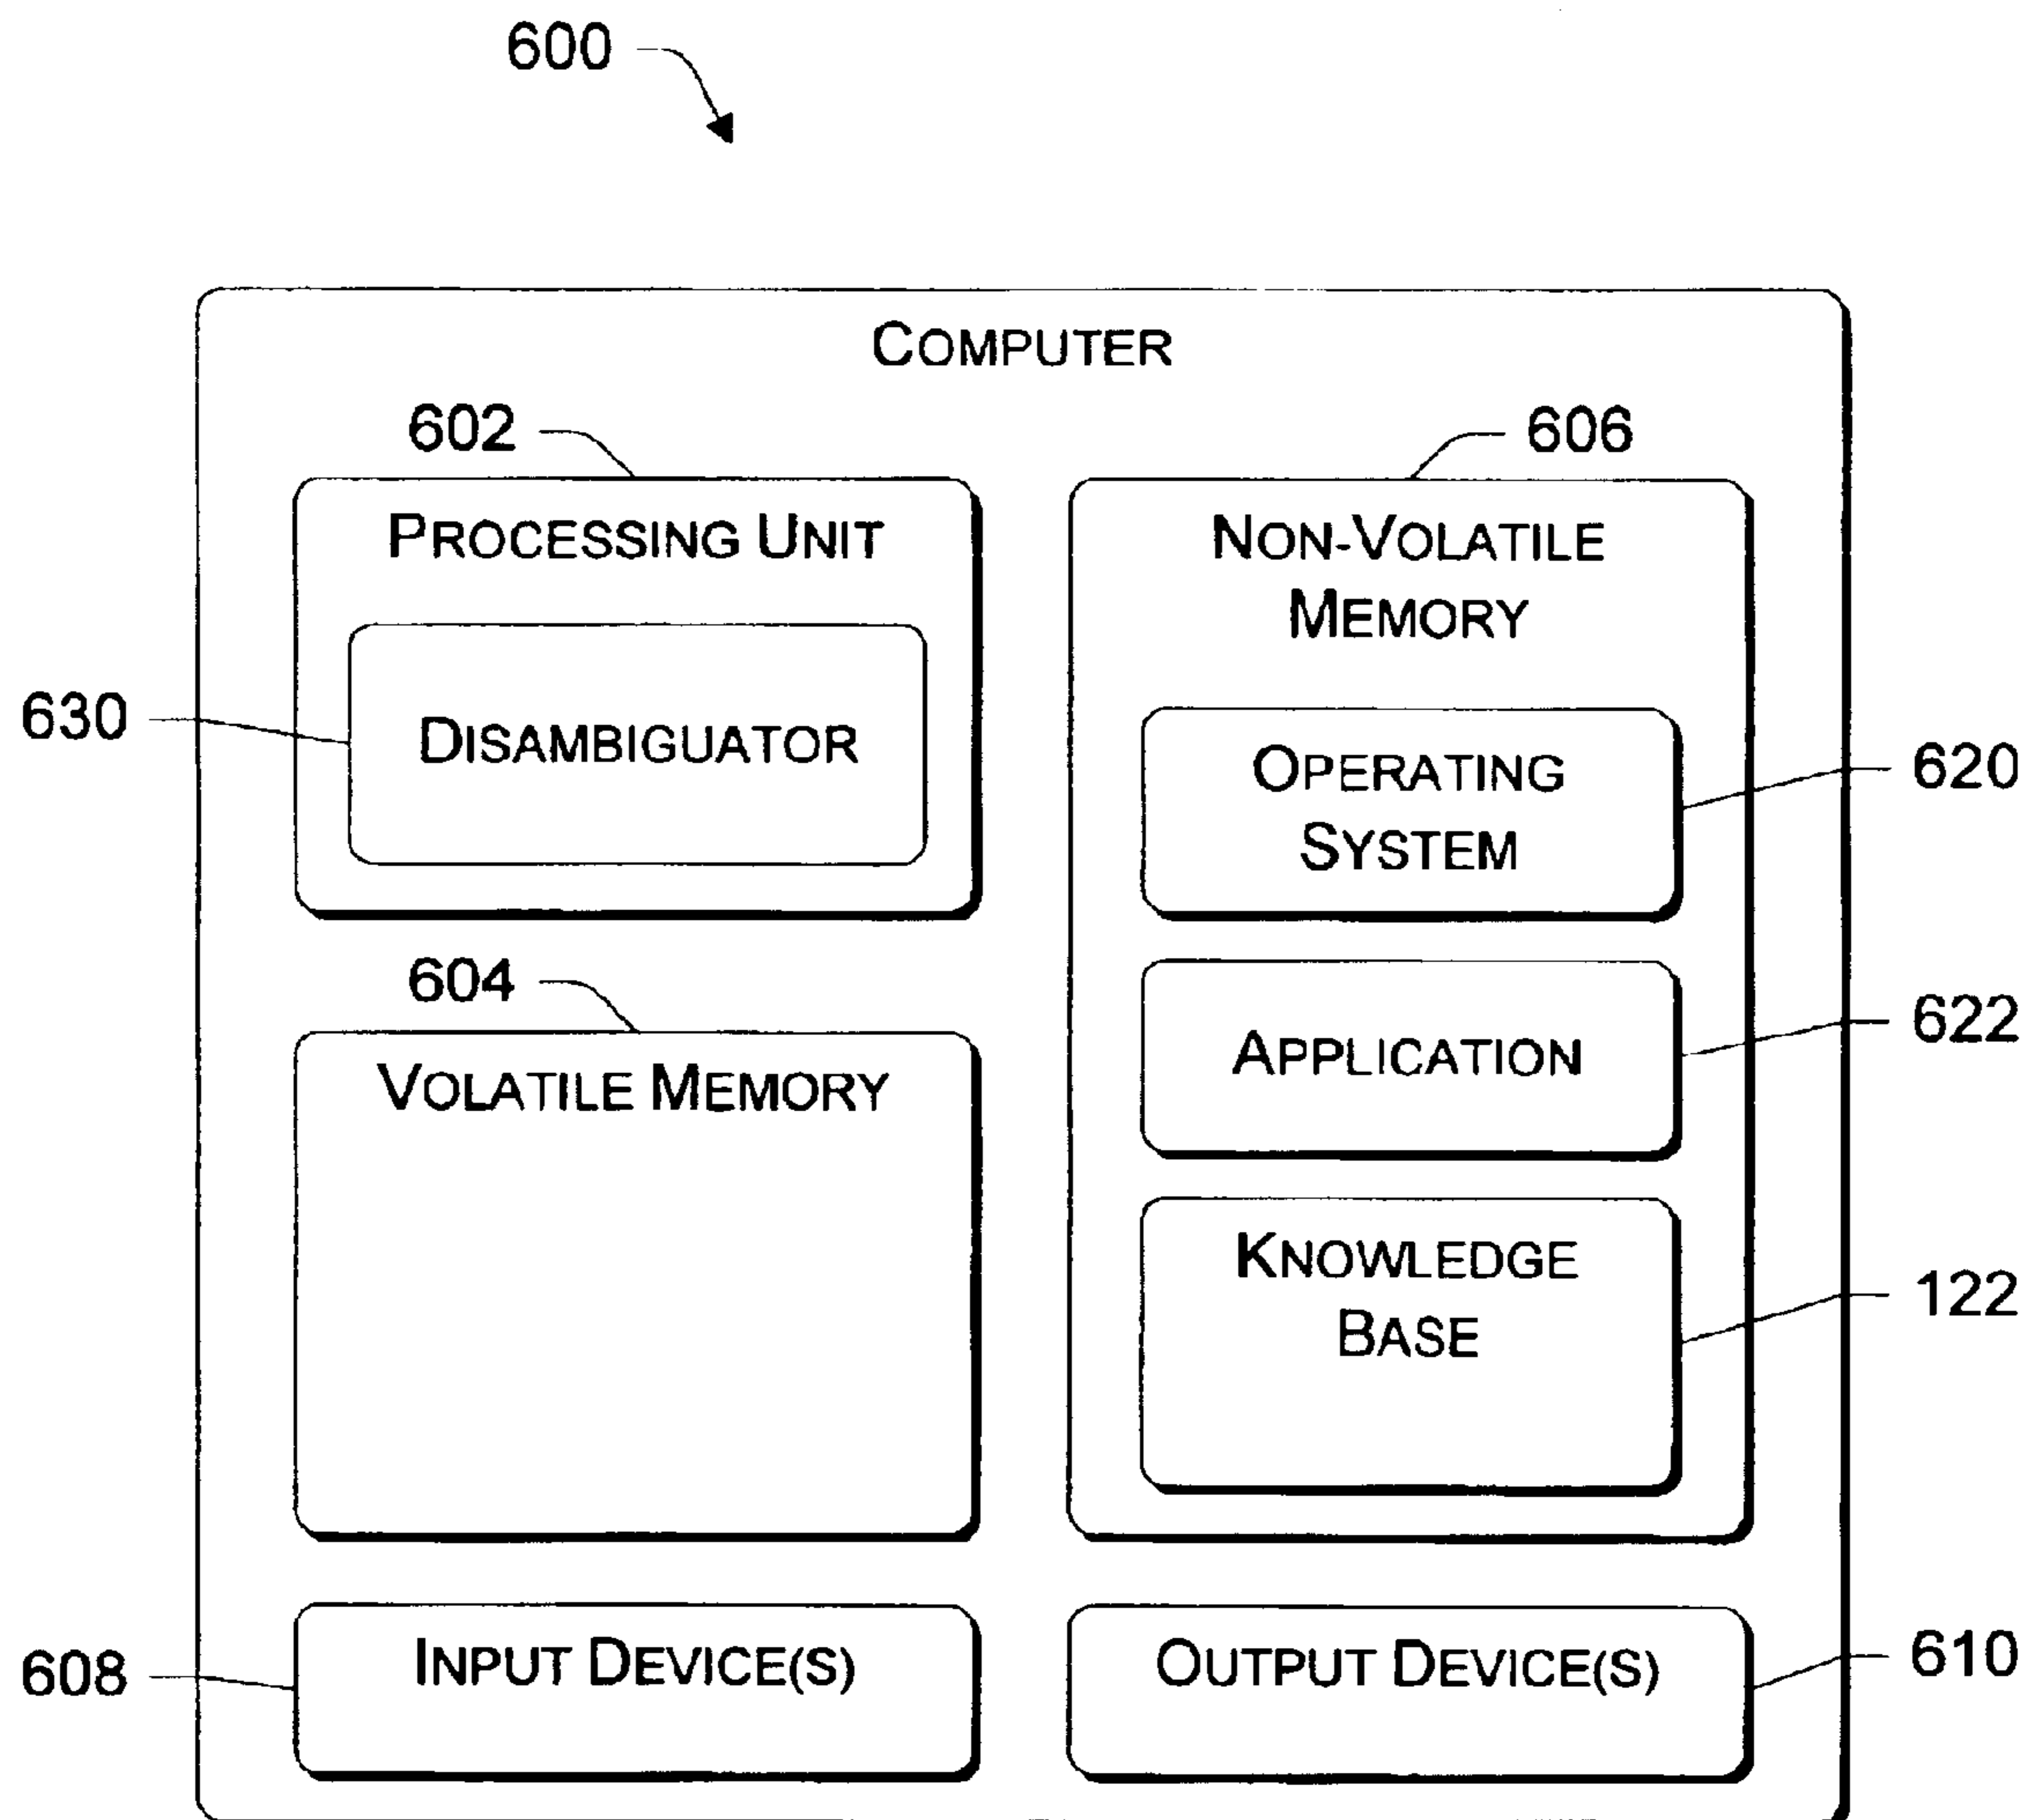 600
COMPUTER
602
606
PROCESSING UNIT
NON-VOLATILE
MEMORY
630
DISAMBIGUATOR
OPERATING
SYSTEM
620
604
VOLATILE MEMORY
APPLICATION
622
KNOWLEDGE
BASE
122
608
INPUT DEVICE(S)
OUTPUT DEVICE(S)
610